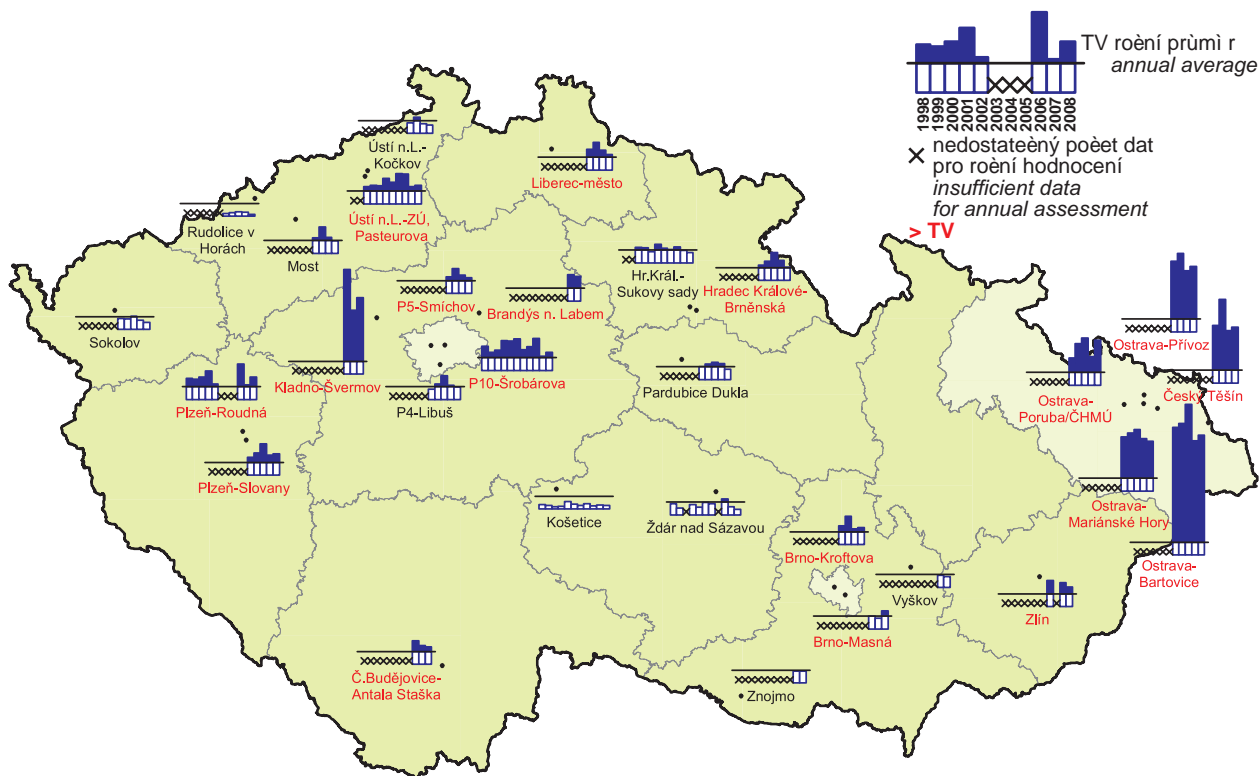 TV roèní prùmì r
annual average
1998
1999
2000
2001
2002
2003
2004
2005
2006
2007
2008
nedostateèný poèet dat
pro roèní hodnocení
insufficient data
for annual assessment
> TV
Ústí n.L.-
Kočkov
Liberec-město
Rudolice v
Horách
Ústí n.L.-ZÚ,
Pasteurova
Most
Hr.Král.-
Sukovy sady
Hradec Králové-
Brněnská
P5-Smíchov
Brandýs n. Labem
Sokolov
Ostrava-Přívoz
Kladno-Švermov
P10-Šrobárova
Pardubice Dukla
Český Těšín
Ostrava-
Poruba/ČHMÚ
Plzeň-Roudná
P4-Libuš
Plzeň-Slovany
Košetice
Ždár nad Sázavou
Ostrava-
Mariánské Hory
Brno-Kroftova
Ostrava-
Bartovice
Vyškov
Zlín
Brno-Masná
Č.Budějovice-
Antala Staška
Znojmo